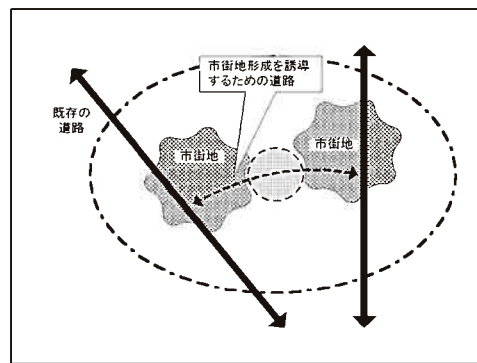 市街地形成を誘導
するための道路
既存の
道路
市街地
市街地